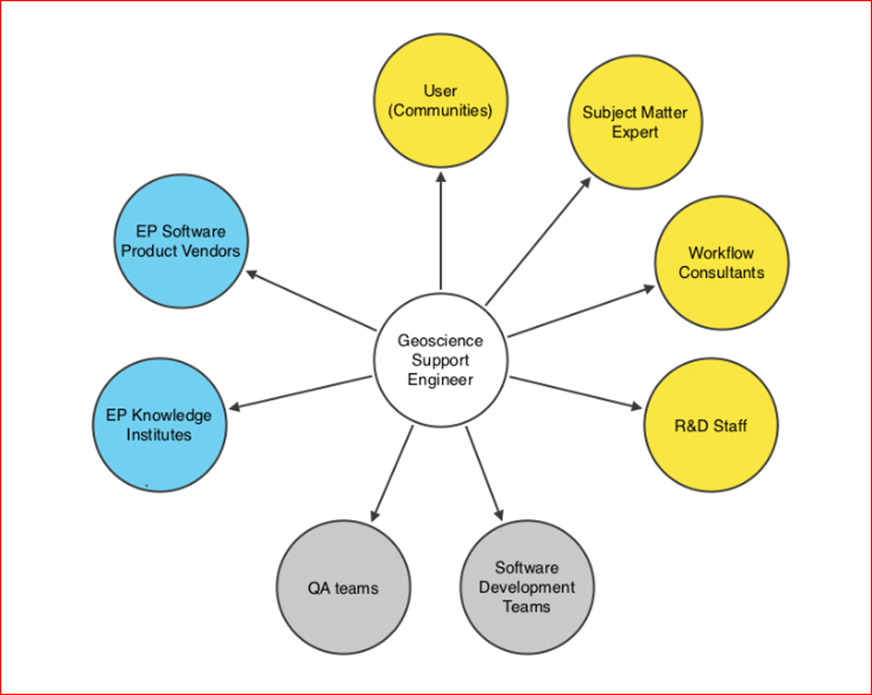 User
(Communities)
Subject Matter
Expert
EP Software
Product Vendors
Workflow
Consultants
Geoscience
Support
Engineer
EP Knowledge
Institutes
R&D Staff
QA teams
Software
Development
Teams